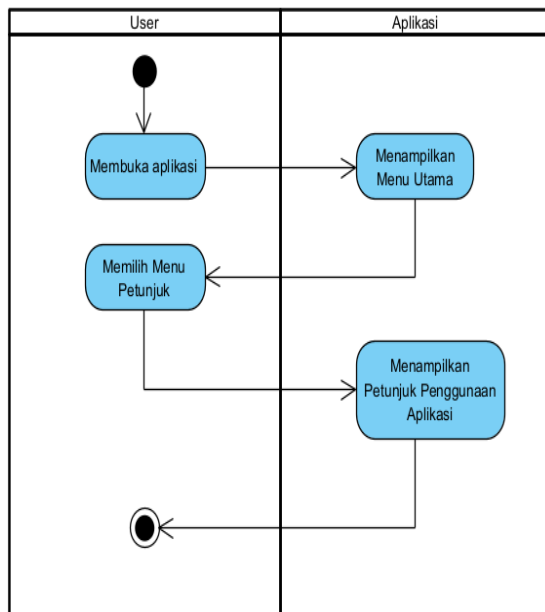 User
Aplikasi
Membuka aplikasi
Menampilkan
Menu Utama
Memilih Menu
Petunjuk
Menampilkan
Petunjuk Penggunaan
Aplikasi